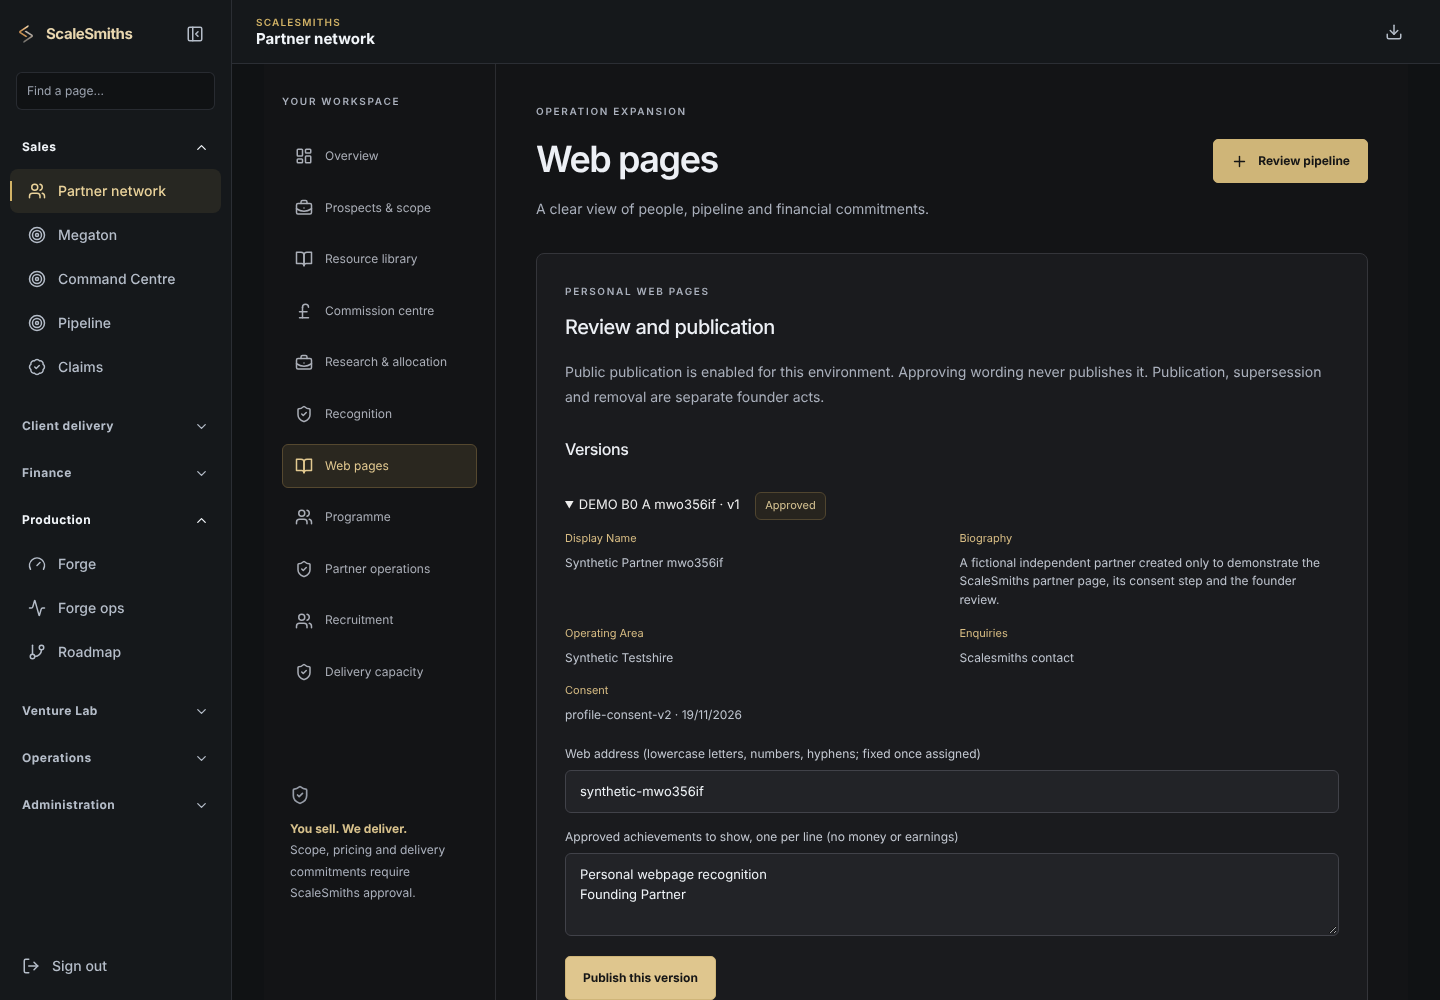 ScaleSmiths
Find a page...
Sales
Partner network
Megaton
Command Centre
Pipeline
Claims
Client delivery
Finance
Production
Forge
Forge ops
Roadmap
Venture Lab
Operations
Administration
Sign out
SCALESMITHS
Partner network
YOUR WORKSPACE
Overview
Prospects & scope
Resource library
Commission centre
Research & allocation
Recognition
Web pages
Programme
Partner operations
Recruitment
Delivery capacity
You sell. We deliver.
Scope, pricing and delivery
commitments require
ScaleSmiths approval.
OPERATION EXPANSION
Web pages
Review pipeline
A clear view of people, pipeline and financial commitments.
PERSONAL WEB PAGES
Review and publication
Public publication is enabled for this environment. Approving wording never publishes it. Publication, supersession
and removal are separate founder acts.
Versions
DEMO B0 A mwo356if · v1 Approved
Display Name
Synthetic Partner mwo356if
Biography
A fictional independent partner created only to demonstrate the
ScaleSmiths partner page, its consent step and the founder
review.
Operating Area
Synthetic Testshire
Enquiries
Scalesmiths contact
Consent
profile-consent-v2 · 19/11/2026
Web address (lowercase letters, numbers, hyphens; fixed once assigned)
synthetic-mwo356if
Approved achievements to show, one per line (no money or earnings)
Personal webpage recognition
Founding Partner
Publish this version